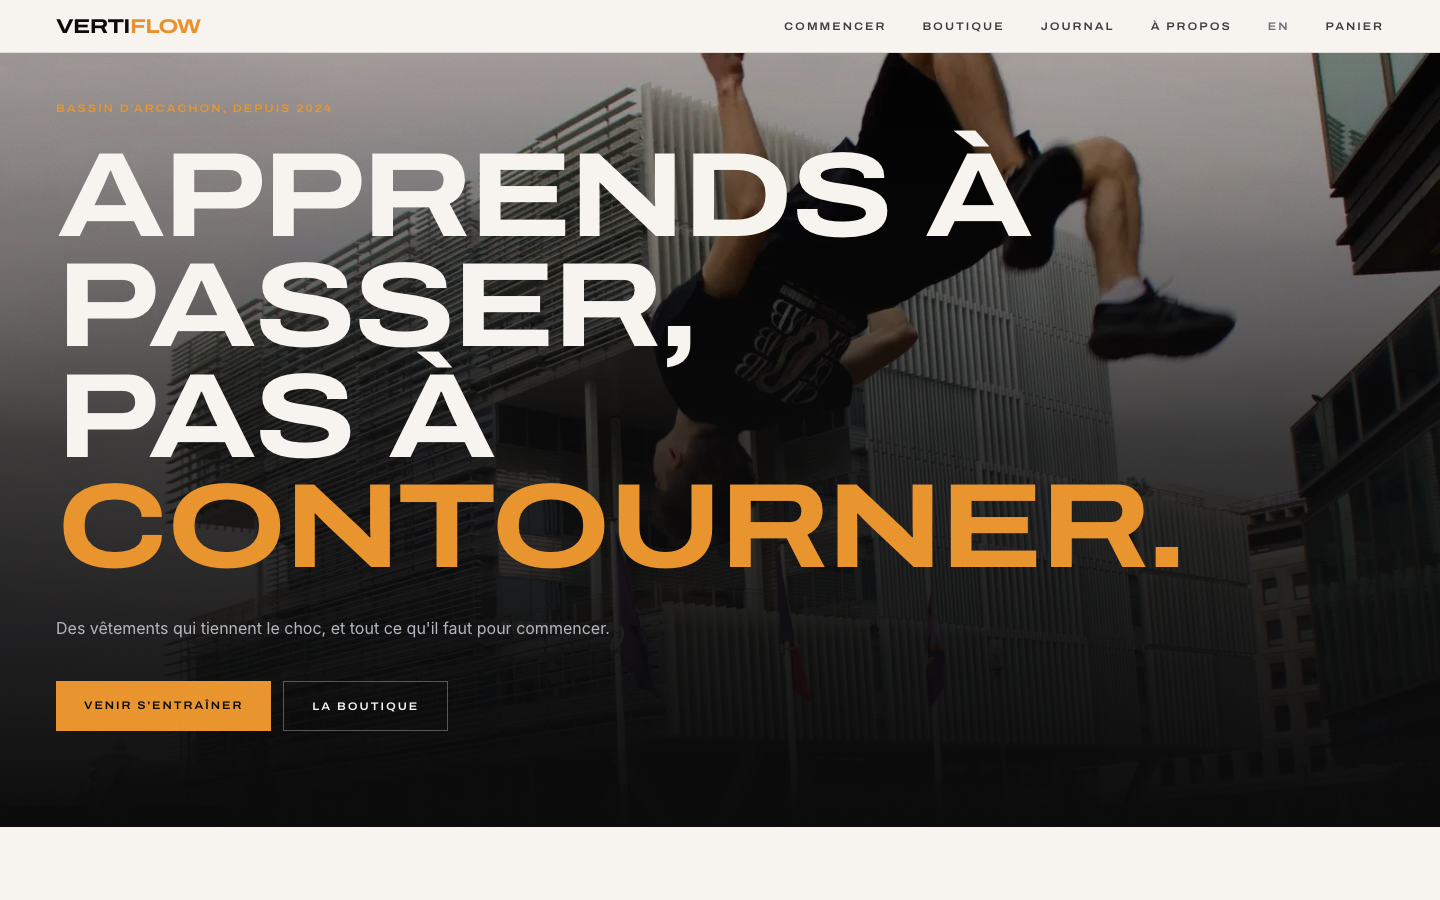 VERTIFLOW
COMMENCER BOUTIQUE JOURNAL À PROPOS EN PANIER
BASSIN D'ARCACHON, DEPUIS 2024
APPRENDS À
PASSER,
PAS À
CONTOURNER.
Des vêtements qui tiennent le choc, et tout ce qu'il faut pour commencer.
VENIR S'ENTRAÎNER LA BOUTIQUE